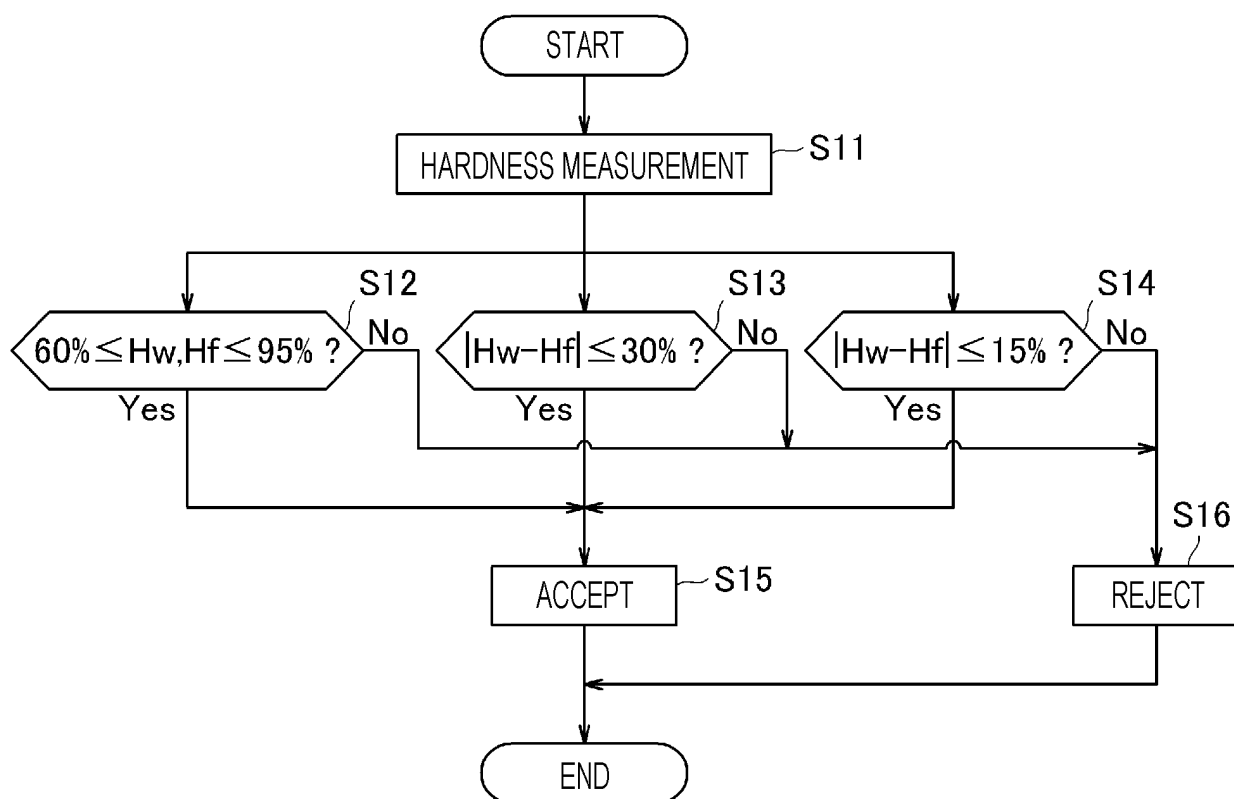 START
HARDNESS MEASUREMENT
S11
S12
S13
S14
60%≦Hw,Hf≦95% ?
No
|Hw-Hf|≦30% ?
No
|Hw-Hf|≦15% ?
No
Yes
Yes
Yes
S16
ACCEPT
S15
REJECT
END